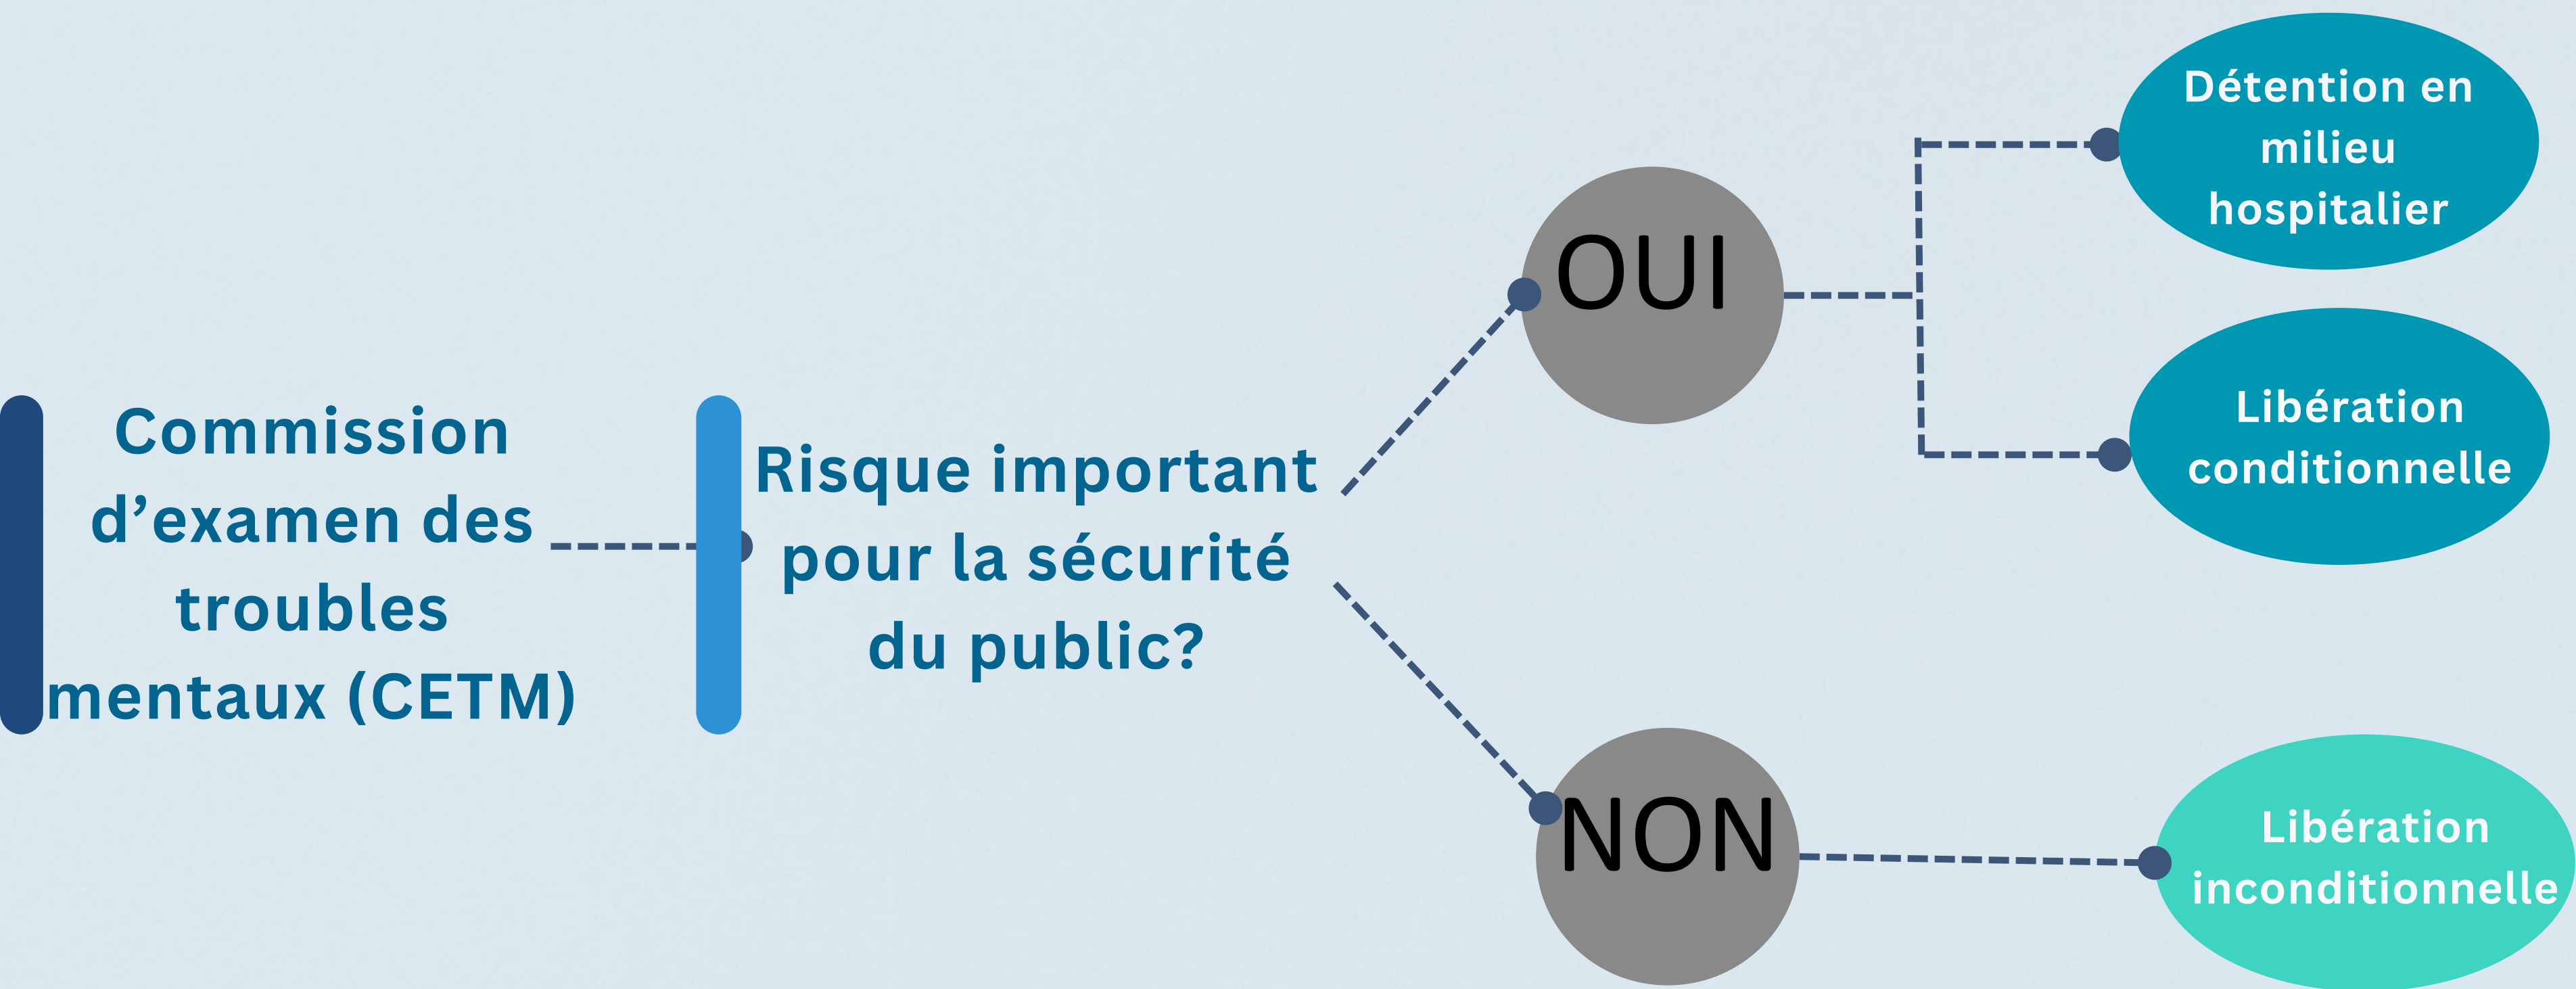 Commission
d’examen des
troubles
mentaux (CETM)
Risque important
pour la sécurité
du public?
OUI
Détention en
milieu
hospitalier
Libération
conditionnelle
NON
Libération
inconditionnelle